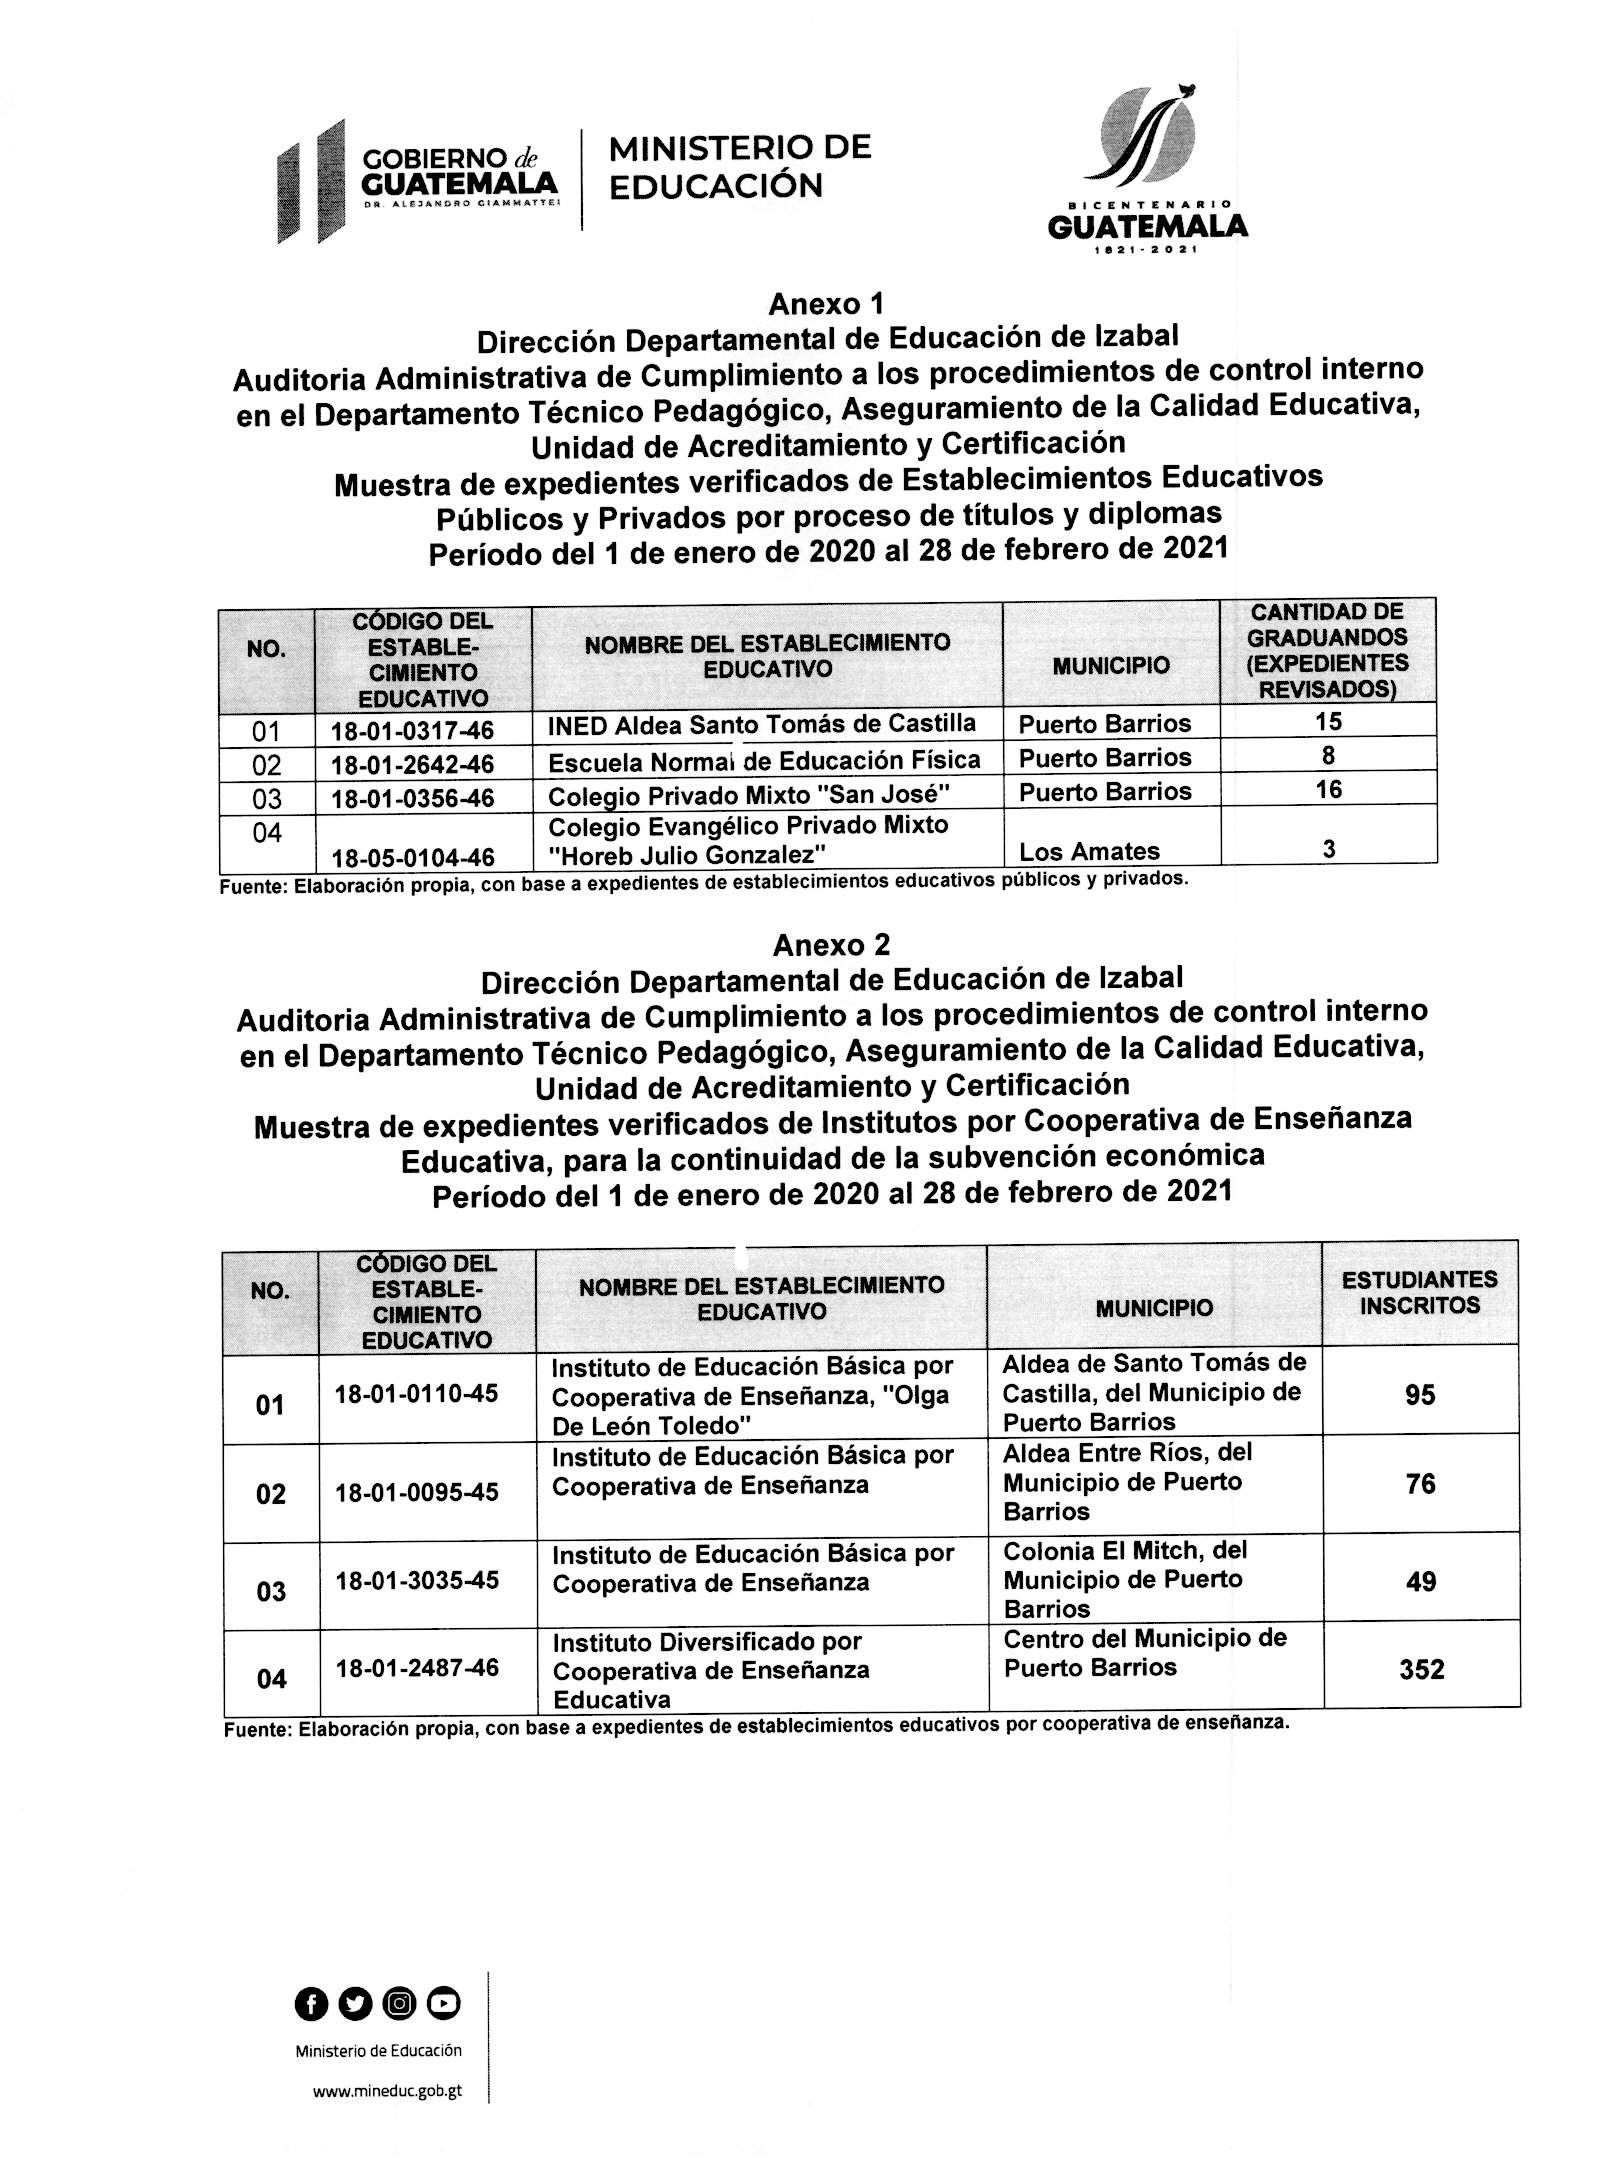 GOBIERNO de
GUATEMALA
DR. ALEJANDRO GIAMMATTEI
MINISTERIO DE
EDUCACIÓN
BICENTENARIO
GUATEMALA
1821-2021
Anexo 1
Dirección Departamental de Educación de Izabal
Auditoria Administrativa de Cumplimiento a los procedimientos de control interno
en el Departamento Técnico Pedagógico, Aseguramiento de la Calidad Educativa,
Unidad de Acreditamiento y Certificación
Muestra de expedientes verificados de Establecimientos Educativos
Públicos y Privados por proceso de títulos y diplomas
Período del 1 de enero de 2020 al 28 de febrero de 2021
NO.
CÓDIGO DEL
ESTABLE-
CIMIENTO
EDUCATIVO
NOMBRE DEL ESTABLECIMIENTO
EDUCATIVO
MUNICIPIO
CANTIDAD DE
GRADUANDOS
(EXPEDIENTES
REVISADOS)
01 18-01-0317-46 INED Aldea Santo Tomás de Castilla Puerto Barrios 15
02 18-01-2642-46 Escuela Normal de Educación Física Puerto Barrios 8
03 18-01-0356-46 Colegio Privado Mixto "San José" Puerto Barrios 16
04 Colegio Evangélico Privado Mixto
18-05-0104-46 "Horeb Julio Gonzalez" Los Amates 3
Fuente: Elaboración propia, con base a expedientes de establecimientos educativos públicos y privados.
Anexo 2
Dirección Departamental de Educación de Izabal
Auditoria Administrativa de Cumplimiento a los procedimientos de control interno
en el Departamento Técnico Pedagógico, Aseguramiento de la Calidad Educativa,
Unidad de Acreditamiento y Certificación
Muestra de expedientes verificados de Institutos por Cooperativa de Enseñanza
Educativa, para la continuidad de la subvención económica
Período del 1 de enero de 2020 al 28 de febrero de 2021
NO.
CÓDIGO DEL
ESTABLE-
CIMIENTO
EDUCATIVO
NOMBRE DEL ESTABLECIMIENTO
EDUCATIVO
MUNICIPIO
ESTUDIANTES
INSCRITOS
01
18-01-0110-45
Instituto de Educación Básica por
Cooperativa de Enseñanza, "Olga
De León Toledo"
Aldea de Santo Tomás de
Castilla, del Municipio de
Puerto Barrios
95
02
18-01-0095-45
Instituto de Educación Básica por
Cooperativa de Enseñanza
Aldea Entre Ríos, del
Municipio de Puerto
Barrios
76
03
18-01-3035-45
Instituto de Educación Básica por
Cooperativa de Enseñanza
Colonia El Mitch, del
Municipio de Puerto
Barrios
49
04
18-01-2487-46
Instituto Diversificado por
Cooperativa de Enseñanza
Educativa
Centro del Municipio de
Puerto Barrios
352
Fuente: Elaboración propia, con base a expedientes de establecimientos educativos por cooperativa de enseñanza.
Ministerio de Educación
www.mineduc.gob.gt